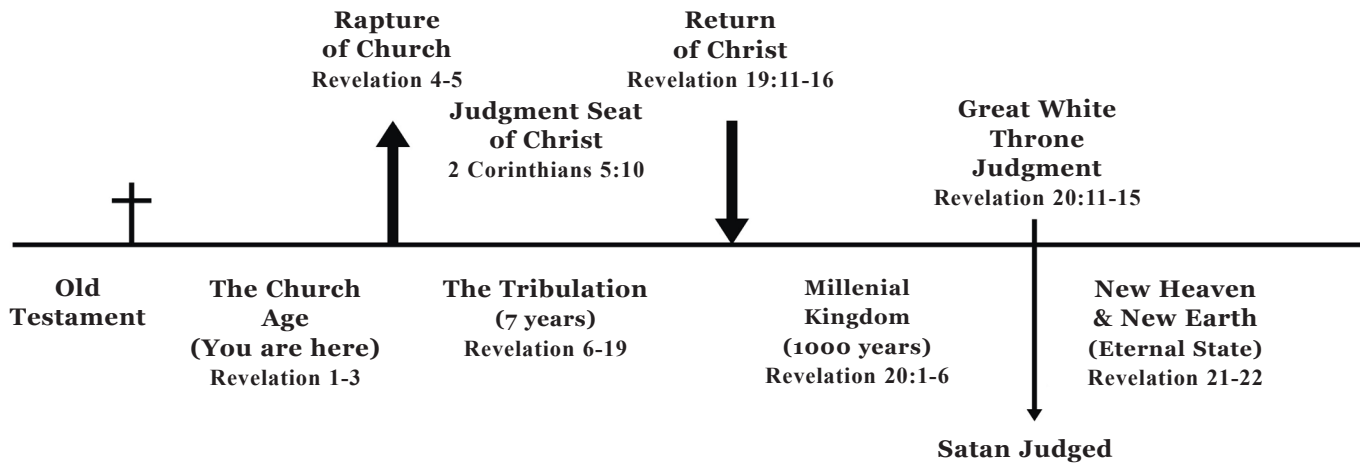 Rapture
of Church
Revelation 4-5
Return
of Christ
Revelation 19:11-16
Judgment Seat
of Christ
2 Corinthians 5:10
Great White
Throne
Judgment
Revelation 20:11-15
Old
Testament
The Church
Age
(You are here)
Revelation 1-3
The Tribulation
(7 years)
Revelation 6-19
Millenial
Kingdom
(1000 years)
Revelation 20:1-6
New Heaven
& New Earth
(Eternal State)
Revelation 21-22
Satan Judged